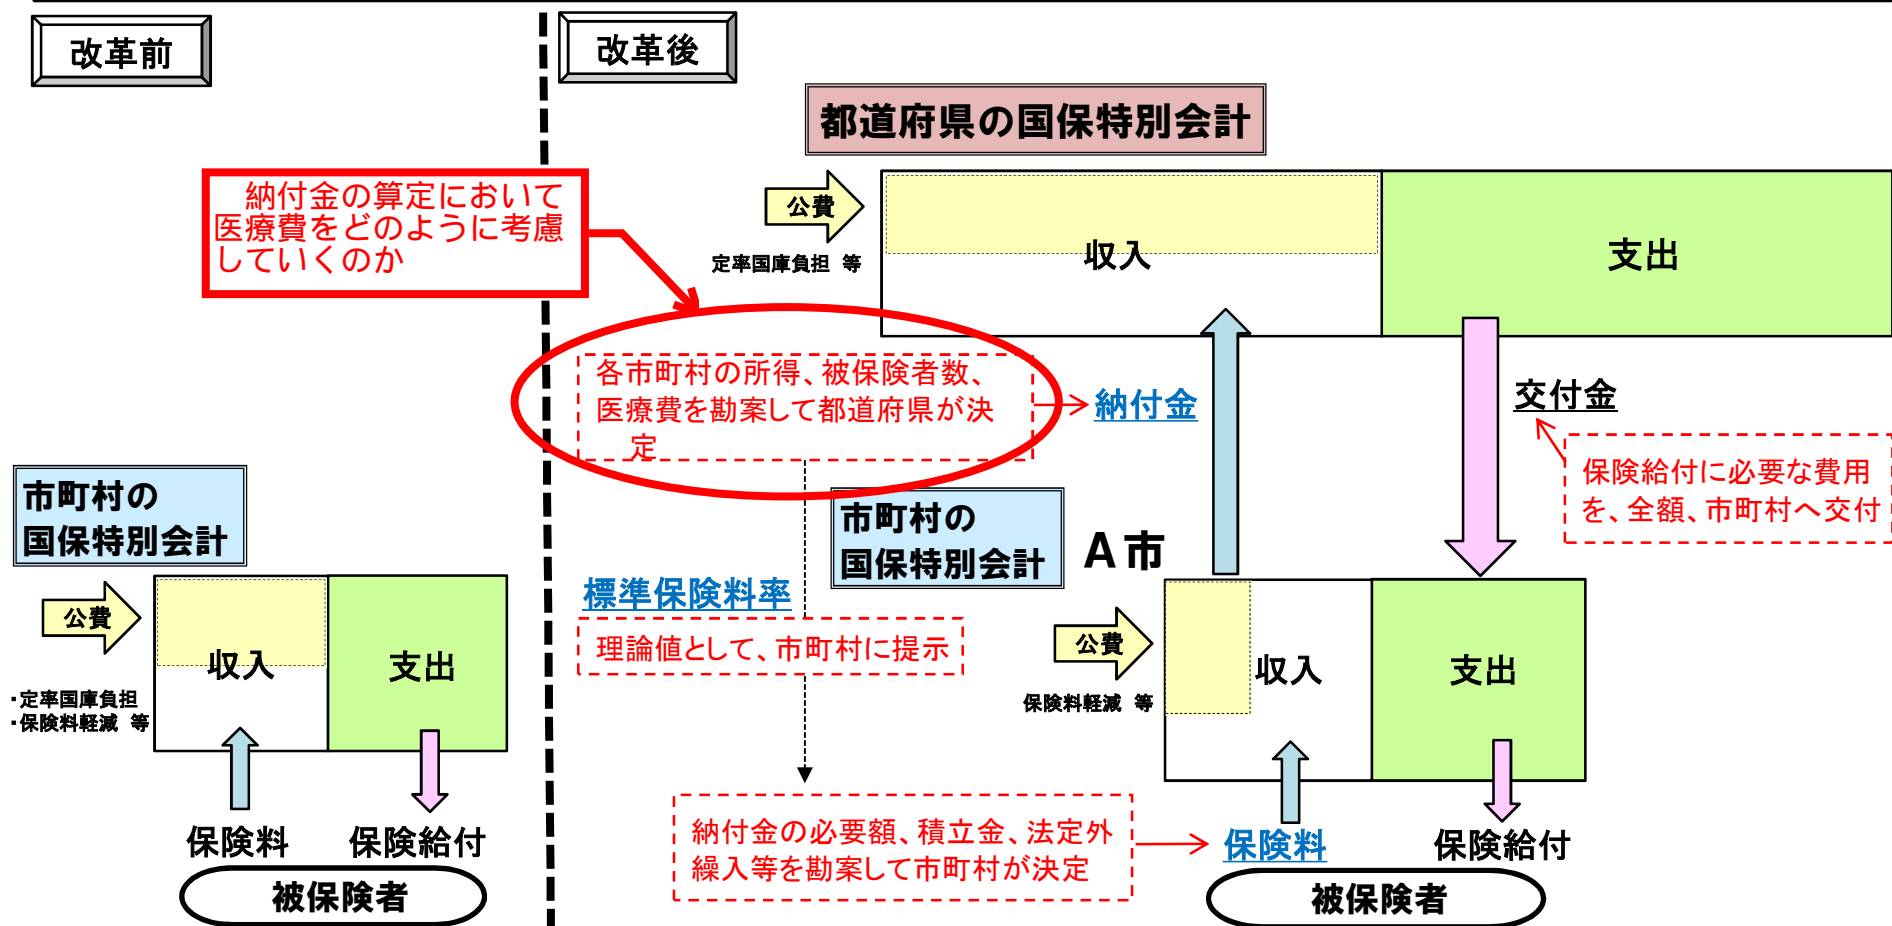 改革前
改革後
都道府県の国保特別会計
納付金の算定において
医療費をどのように考慮
していくのか
公費
定率国庫負担 等
収入
支出
各市町村の所得、被保険者数、
医療費を勘案して都道府県が決
定
納付金
交付金
保険給付に必要な費用
を、全額、市町村へ交付
市町村の
国保特別会計
公費
・定率国庫負担
・保険料軽減 等
収入
支出
保険料
保険給付
被保険者
市町村の
国保特別会計
A市
標準保険料率
理論値として、市町村に提示
公費
保険料軽減 等
収入
支出
納付金の必要額、積立金、法定外
繰入等を勘案して市町村が決定
保険料
保険給付
被保険者